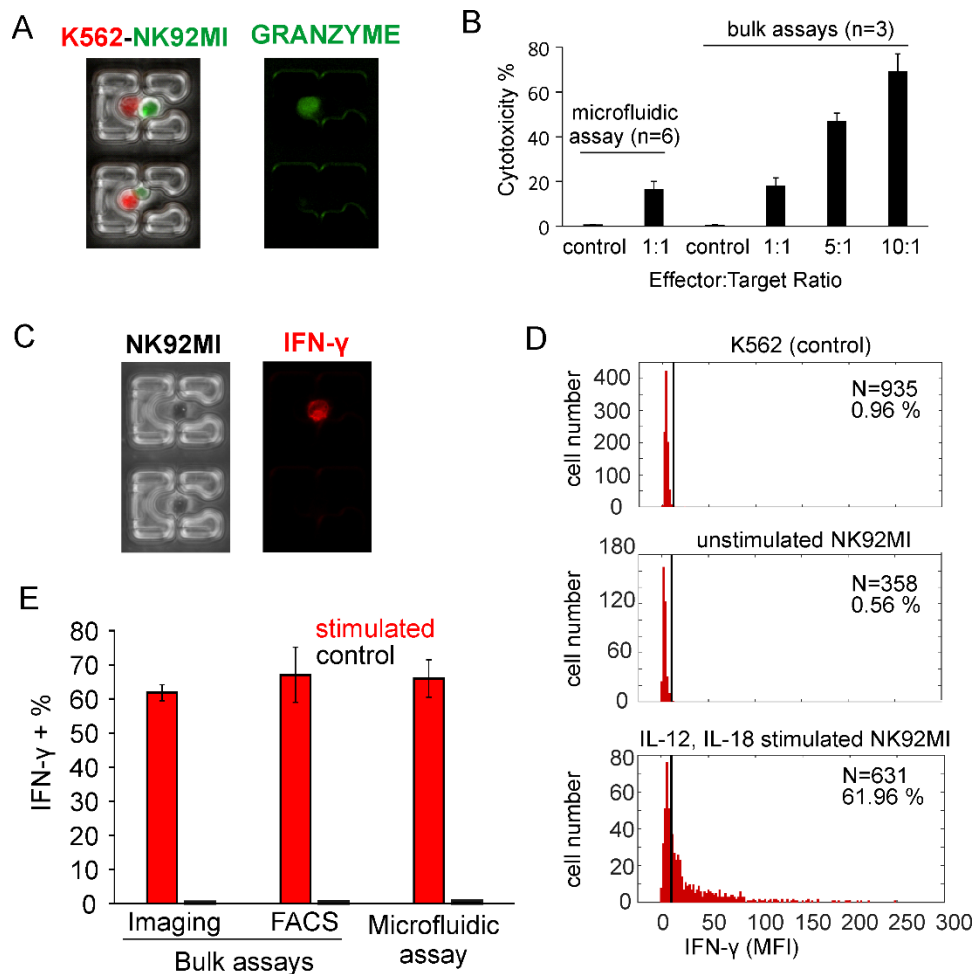 A
K562-NK92MI
GRANZYME
B
bulk assays (n=3)
microfluidic
assay (n=6)
Cytotoxicity %
80
60
40
20
0
control 1:1 control 1:1 5:1 10:1
Effector:Target Ratio
C
NK92MI
IFN-γ
D
K562 (control)
N=935
0.96 %
cell number
400
300
200
100
0
unstimulated NK92MI
N=358
0.56 %
cell number
180
120
60
0
IL-12, IL-18 stimulated NK92MI
N=631
61.96 %
cell number
80
60
40
20
0
0 50 100 150 200 250 300
IFN-γ (MFI)
E
stimulated
control
IFN-γ + %
80
70
60
50
40
30
20
10
0
Imaging FACS Microfluidic
assay
Bulk assays